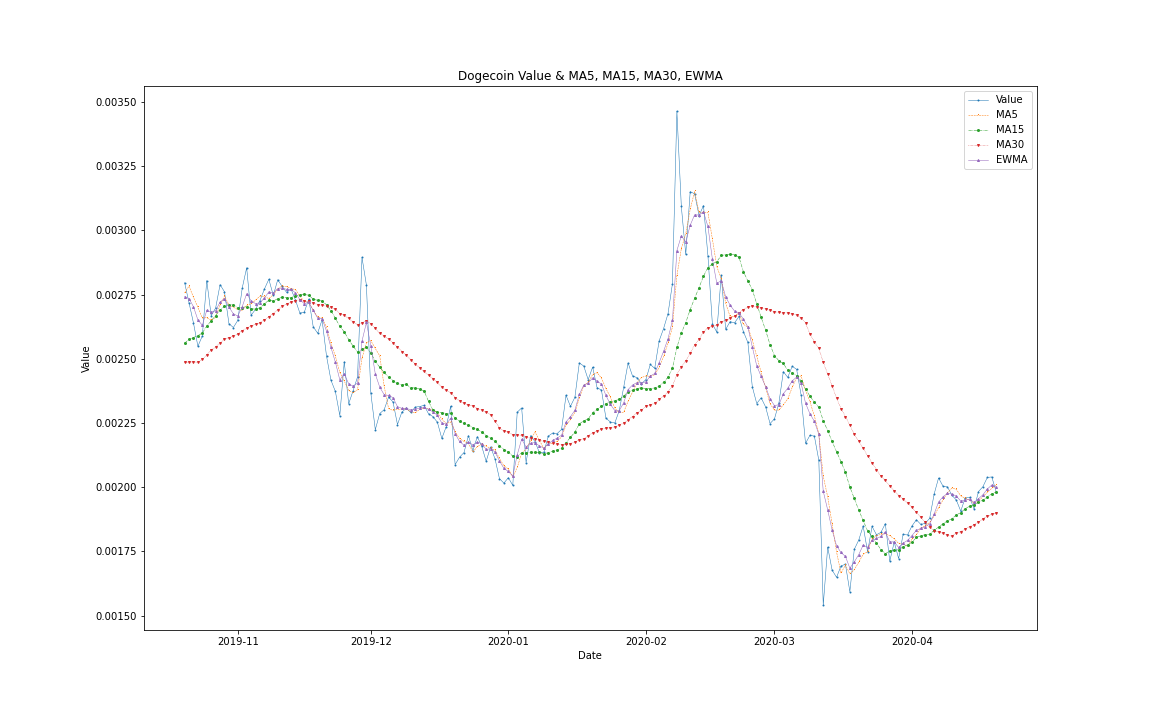 Dogecoin Value & MA5, MA15, MA30, EWMA
Value
MA5
MA15
MA30
EWMA
0.00350
0.00325
0.00300
0.00275
0.00250
0.00225
0.00200
0.00175
0.00150
Value
2019-11
2019-12
2020-01
2020-02
2020-03
2020-04
Date